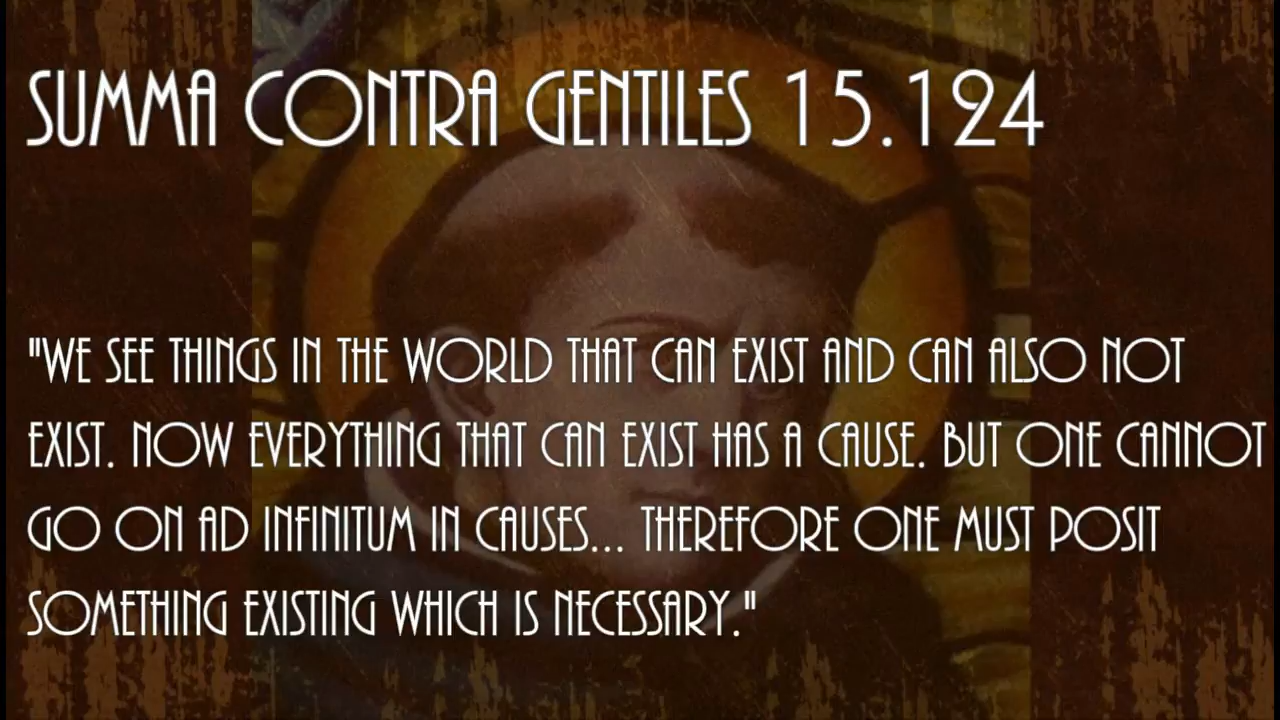 SUMMA CONTRA GENTILES 15.124
"WE SEE THINGS IN THE WORLD THAT CAN EXIST AND CAN ALSO NOT
EXIST. NOW EVERYTHING THAT CAN EXIST HAS A CAUSE. BUT ONE CANNOT
GO ON AD INFINITUM IN CAUSES... THEREFORE ONE MUST POSIT
SOMETHING EXISTING WHICH IS NECESSARY."